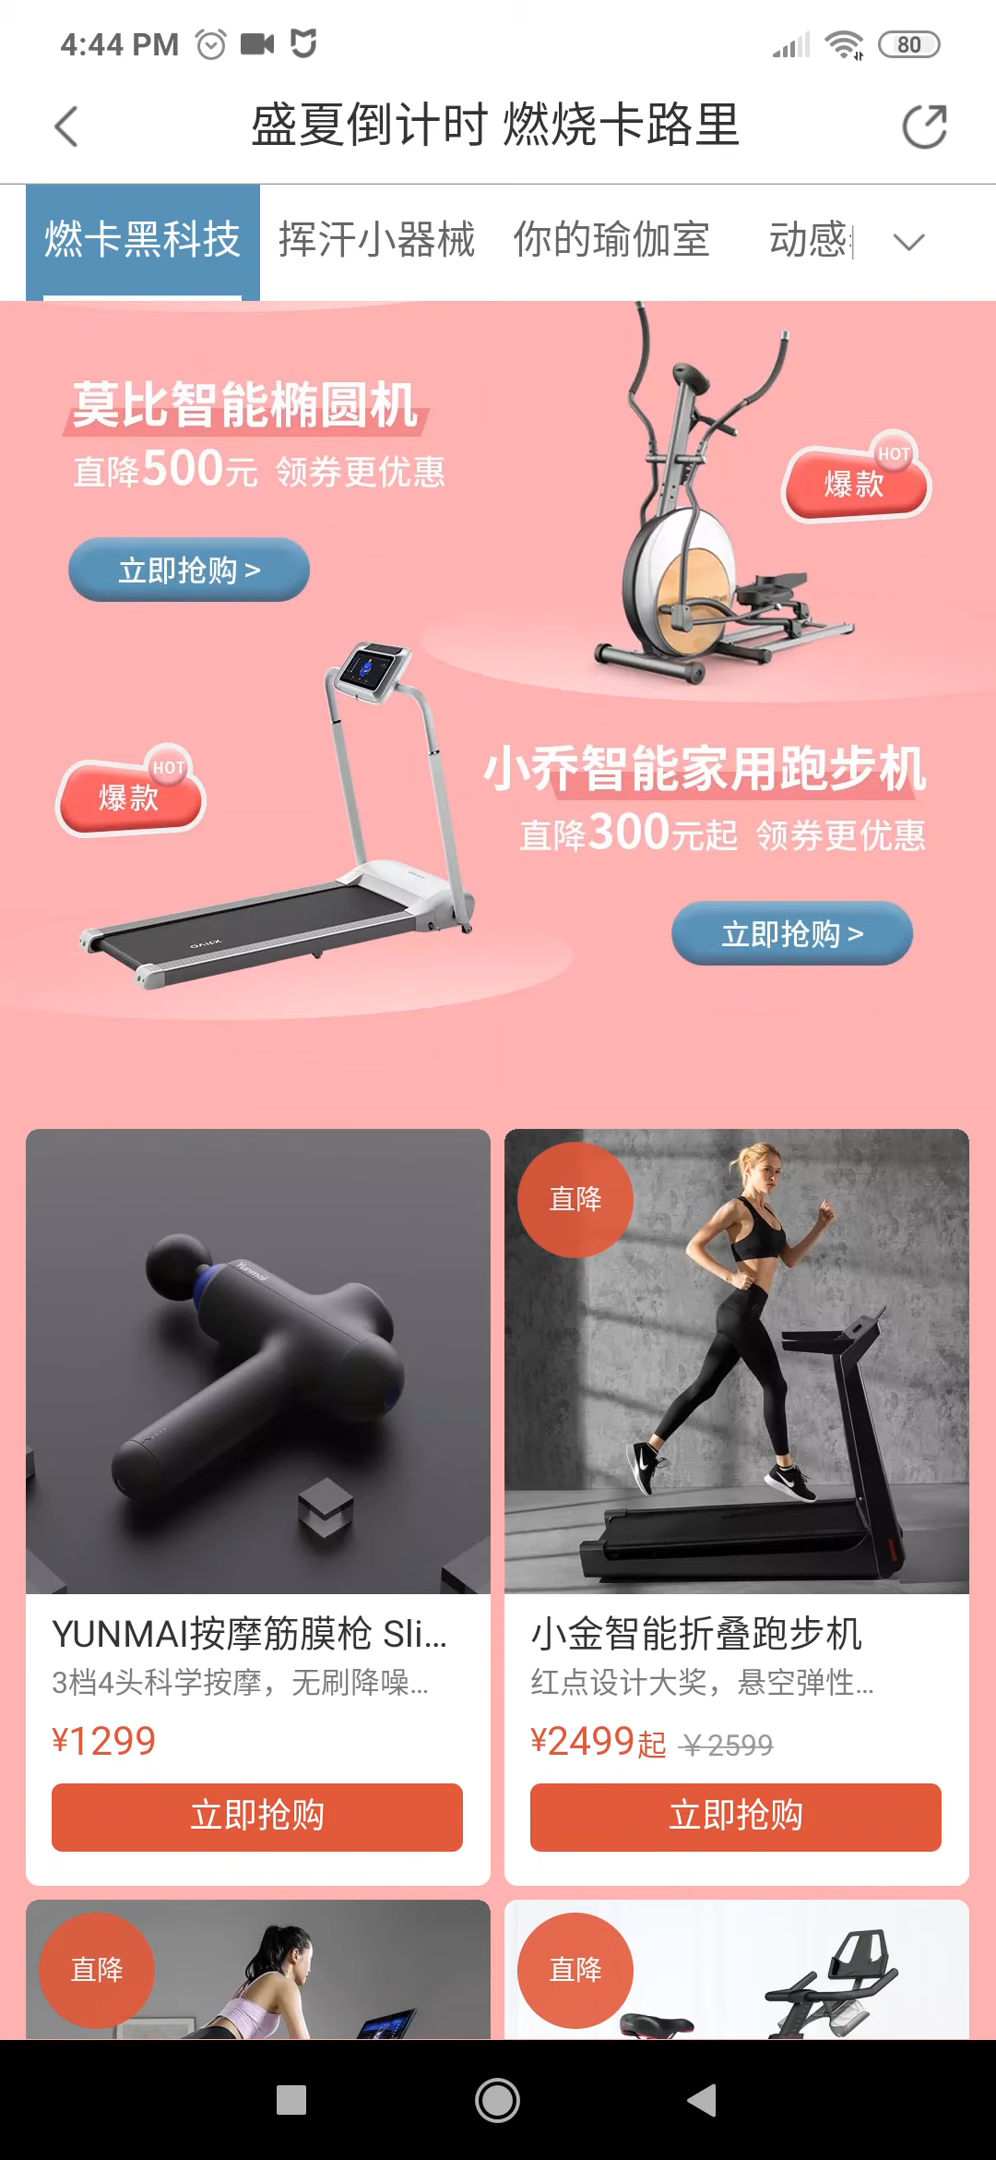 4:44 PM
80
盛夏倒计时 燃烧卡路里
燃卡黑科技 挥汗小器械 你的瑜伽室 动感
莫比智能椭圆机
直降500元 领券更优惠
HOT
爆款
立即抢购 >
小乔智能家用跑步机
直降300元起 领券更优惠
HOT
爆款
立即抢购 >
Yunmai
直降
YUNMAI按摩筋膜枪 Sli...
3档4头科学按摩，无刷降噪...
¥1299
立即抢购
小金智能折叠跑步机
红点设计大奖，悬空弹性...
¥2499起 ￥2599
立即抢购
直降
直降